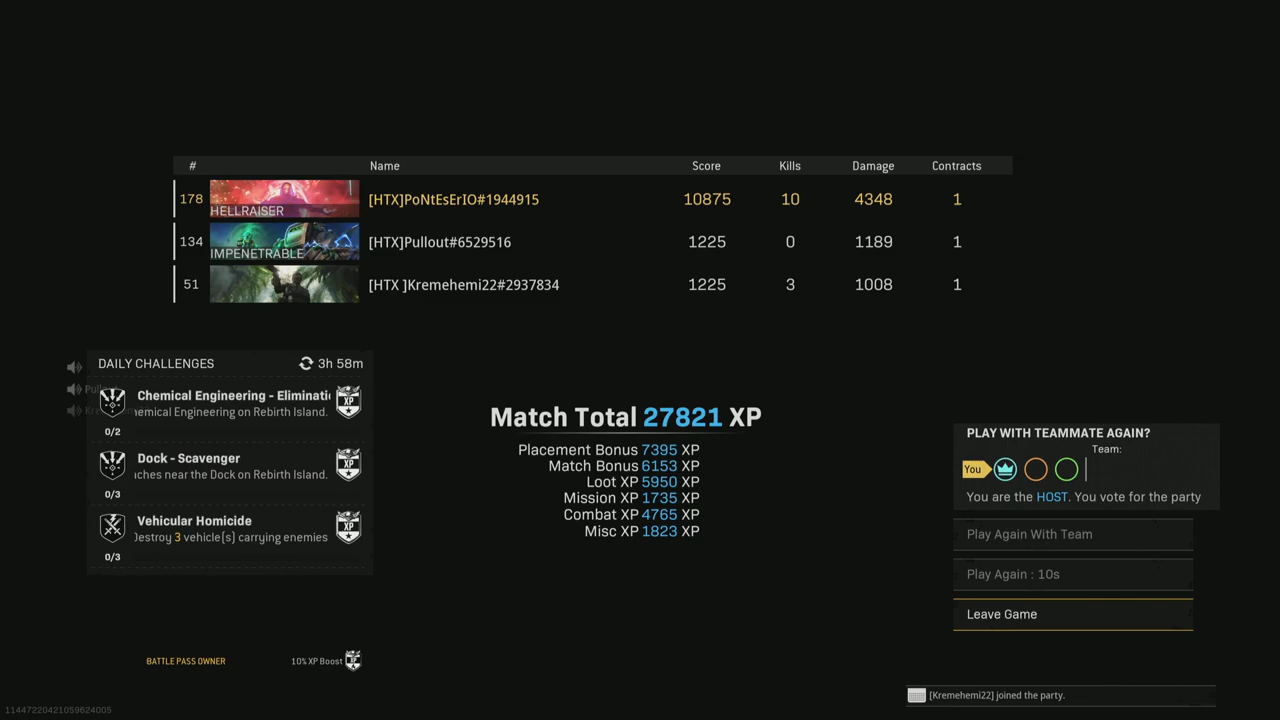 # Name Score Kills Damage Contracts
178 HELLRAISER [HTX]PoNtEsErIO#1944915 10875 10 4348 1
134 IMPENETRABLE [HTX]Pullout#6529516 1225 0 1189 1
51 [HTX ]Kremehemi22#2937834 1225 3 1008 1
DAILY CHALLENGES 3h 58m
Chemical Engineering - Eliminati
hemical Engineering on Rebirth Island.
XP
0/2
Dock - Scavenger
ches near the Dock on Rebirth Island.
XP
0/3
Vehicular Homicide
Destroy 3 vehicle(s) carrying enemies
XP
0/3
BATTLE PASS OWNER
10% XP Boost XP
Match Total 27821 XP
Placement Bonus 7395 XP
Match Bonus 6153 XP
Loot XP 5950 XP
Mission XP 1735 XP
Combat XP 4765 XP
Misc XP 1823 XP
PLAY WITH TEAMMATE AGAIN?
Team:
You
You are the HOST. You vote for the party
Play Again With Team
Play Again : 10s
Leave Game
[Kremehemi22] joined the party.
11447220421059624005